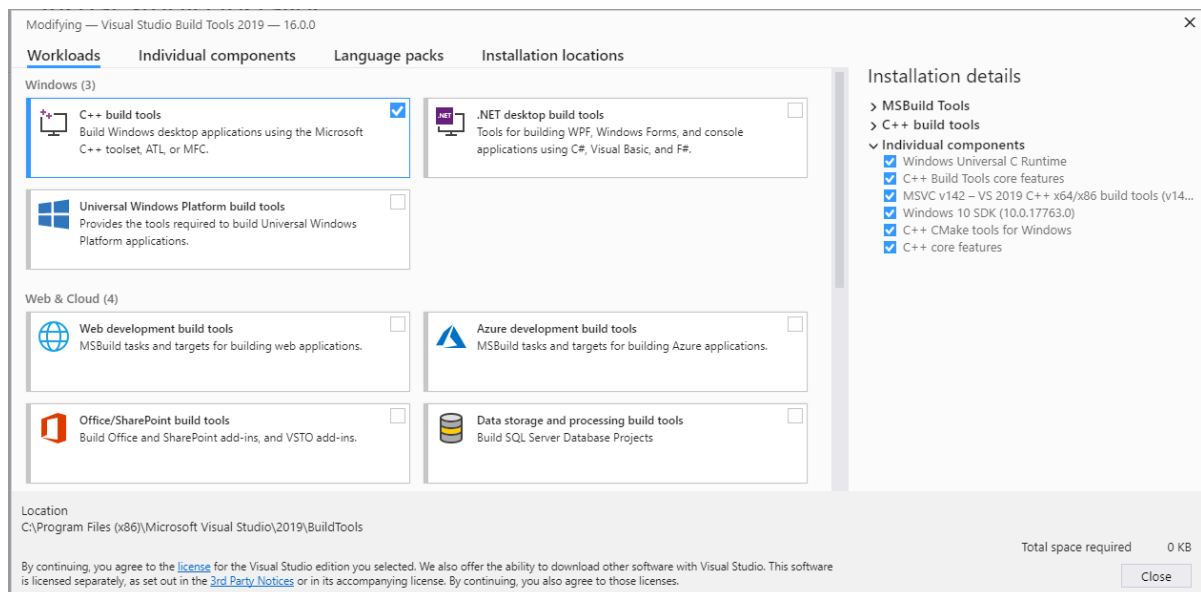 Modifying — Visual Studio Build Tools 2019 — 16.0.0
Workloads
Individual components
Language packs
Installation locations
Windows (3)
C++ build tools
Build Windows desktop applications using the Microsoft
C++ toolset, ATL, or MFC.
.NET
.NET desktop build tools
Tools for building WPF, Windows Forms, and console
applications using C#, Visual Basic, and F#.
Universal Windows Platform build tools
Provides the tools required to build Universal Windows
Platform applications.
Web & Cloud (4)
Web development build tools
MSBuild tasks and targets for building web applications.
Azure development build tools
MSBuild tasks and targets for building Azure applications.
Office/SharePoint build tools
Build Office and SharePoint add-ins, and VSTO add-ins.
Data storage and processing build tools
Build SQL Server Database Projects
Installation details
MSBuild Tools
C++ build tools
Individual components
Windows Universal C Runtime
C++ Build Tools core features
MSVC v142 – VS 2019 C++ x64/x86 build tools (v14...
Windows 10 SDK (10.0.17763.0)
C++ CMake tools for Windows
C++ core features
Location
C:\Program Files (x86)\Microsoft Visual Studio\2019\BuildTools
Total space required 0 KB
By continuing, you agree to the license for the Visual Studio edition you selected. We also offer the ability to download other software with Visual Studio. This software
is licensed separately, as set out in the 3rd Party Notices or in its accompanying license. By continuing, you also agree to those licenses.
Close